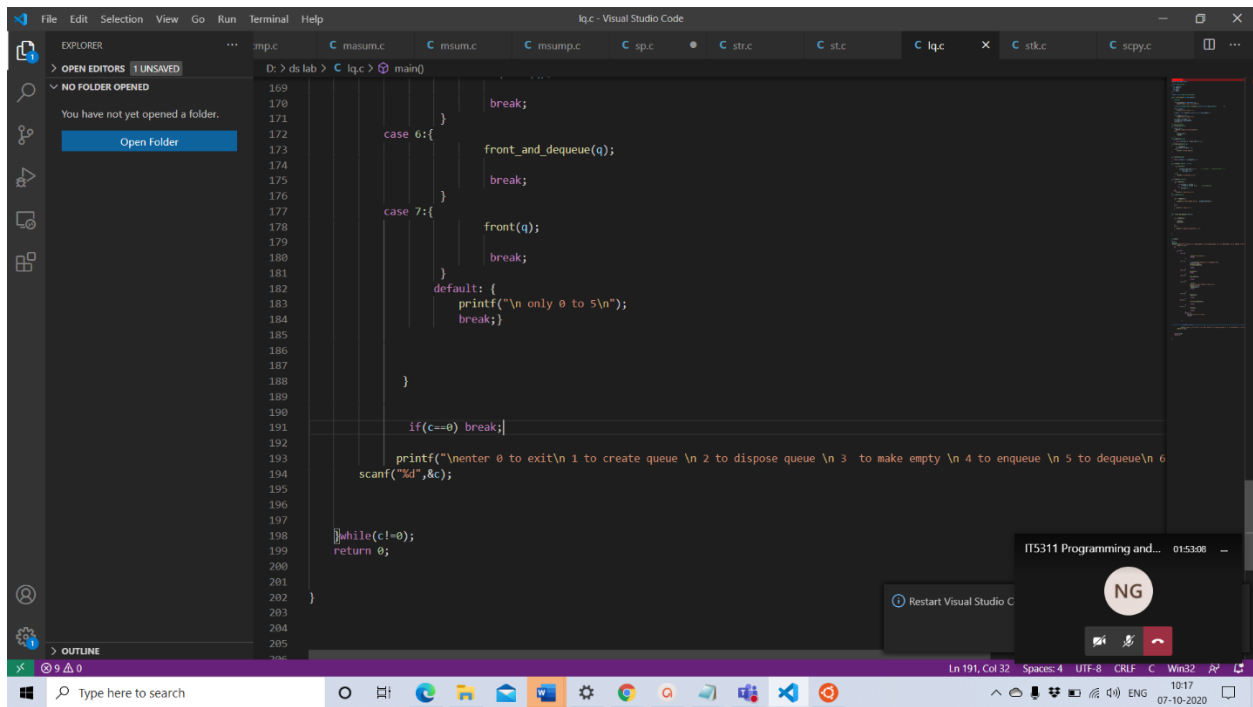 File Edit Selection View Go Run Terminal Help lq.c - Visual Studio Code
EXPLORER ··· mp.c C masum.c C msum.c C msump.c C sp.c ● C str.c C st.c C lq.c × C stk.c C scpy.c ···
> OPEN EDITORS 1 UNSAVED D: > ds lab > C lq.c > main()
NO FOLDER OPENED
You have not yet opened a folder.
Open Folder
169
170 break;
171 }
172 case 6:{
173 front_and_dequeue(q);
174
175 break;
176 }
177 case 7:{
178 front(q);
179
180 break;
181 }
182 default: {
183 printf("\n only 0 to 5\n");
184 break;}
185
186
187
188 }
189
190
191 if(c==0) break;
192
193 printf("\nenter 0 to exit\n 1 to create queue \n 2 to dispose queue \n 3 to make empty \n 4 to enqueue \n 5 to dequeue\n 6
194 scanf("%d",&c);
195
196
197
198 }while(c!=0);
199 return 0;
200
201
202 }
203
204
205
IT5311 Programming and... 01:53:08
NG
Restart Visual Studio C
> OUTLINE
9 0 Ln 191, Col 32 Spaces: 4 UTF-8 CRLF C Win32
Type here to search ENG 10:17
07-10-2020